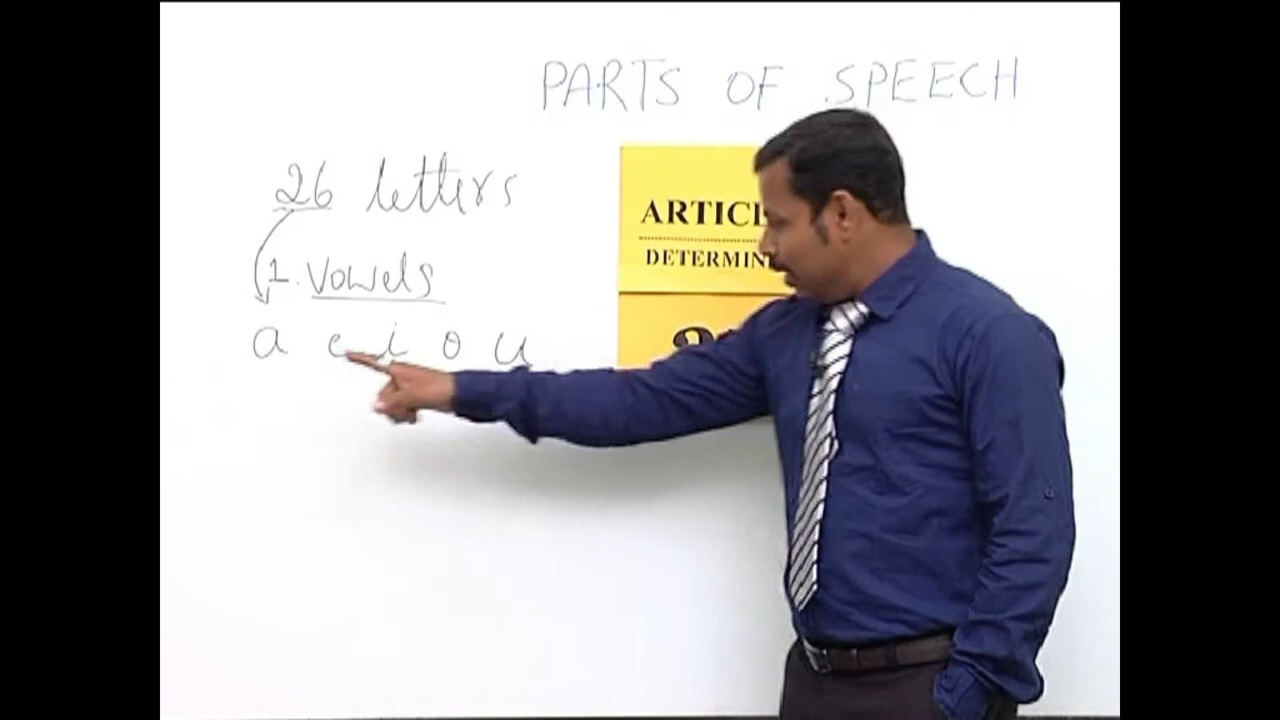 PARTS OF SPEECH
26 letters
1. vowels
a e i o u
ARTIC
DETERMIN